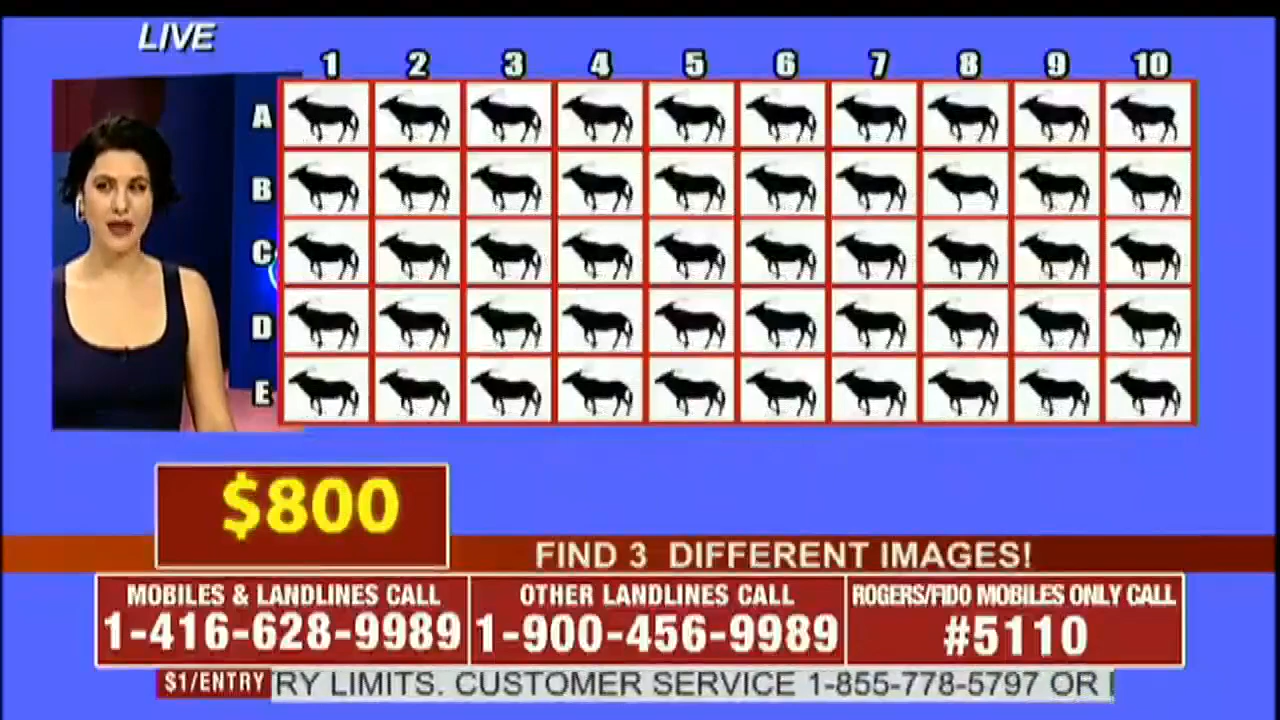 LIVE
1 2 3 4 5 6 7 8 9 10
A
B
C
D
E
$800
FIND 3 DIFFERENT IMAGES!
MOBILES & LANDLINES CALL
1-416-628-9989
OTHER LANDLINES CALL
1-900-456-9989
ROGERS/FIDO MOBILES ONLY CALL
#5110
$1/ENTRY
RY LIMITS. CUSTOMER SERVICE 1-855-778-5797 OR